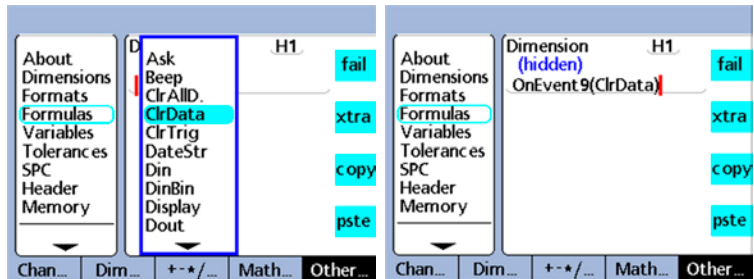 About
Dimensions
Formats
Formulas
Variables
Tolerances
SPC
Header
Memory
D
Ask
Beep
ClrAllD.
ClrData
ClrTrig
DateStr
Din
DinBin
Display
Dout
H1
fail
xtra
copy
pste
Chan... Dim... +-*/... Math... Other...
About
Dimensions
Formats
Formulas
Variables
Tolerances
SPC
Header
Memory
Dimension H1
(hidden)
OnEvent9(ClrData)
fail
xtra
copy
pste
Chan... Dim... +-*/... Math... Other...